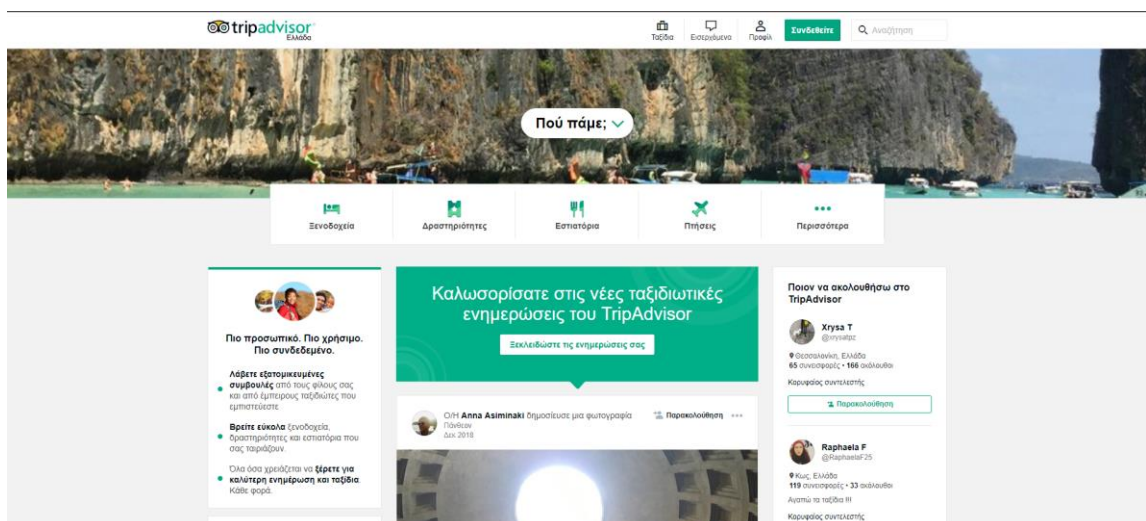 tripadvisor
Ελλάδα
Ταξίδια
Εισερχόμενα
Προφίλ
Συνδεθείτε
Αναζήτηση
Πού πάμε;
Ξενοδοχεία
Δραστηριότητες
Εστιατόρια
Πτήσεις
Περισσότερα
Πιο προσωπικό. Πιο χρήσιμο.
Πιο συνδεδεμένο.
Λάβετε εξατομικευμένες
συμβουλές από τους φίλους σας
και από έμπειρους ταξιδιώτες που
εμπιστεύεστε
Βρείτε εύκολα ξενοδοχεία,
δραστηριότητες και εστιατόρια που
σας ταιριάζουν.
Όλα όσα χρειάζεται να ξέρετε για
καλύτερη ενημέρωση και ταξίδια.
Κάθε φορά.
Καλωσορίσατε στις νέες ταξιδιωτικές
ενημερώσεις του TripAdvisor
Ξεκλειδώστε τις ενημερώσεις σας
Ο/Η Anna Asiminaki δημοσίευσε μια φωτογραφία
Πάνθεον
Δεκ 2018
Παρακολούθηση
Ποιον να ακολουθήσω στο
TripAdvisor
Xrysa T
@xrysatpz
Θεσσαλονίκη, Ελλάδα
65 συνεισφορές • 166 ακόλουθοι
Κορυφαίος συντελεστής
Παρακολούθηση
Raphaela F
@RaphaelaF25
Κως, Ελλάδα
119 συνεισφορές • 33 ακόλουθοι
Αγαπώ τα ταξίδια !!!
Κορυφαίος συντελεστής